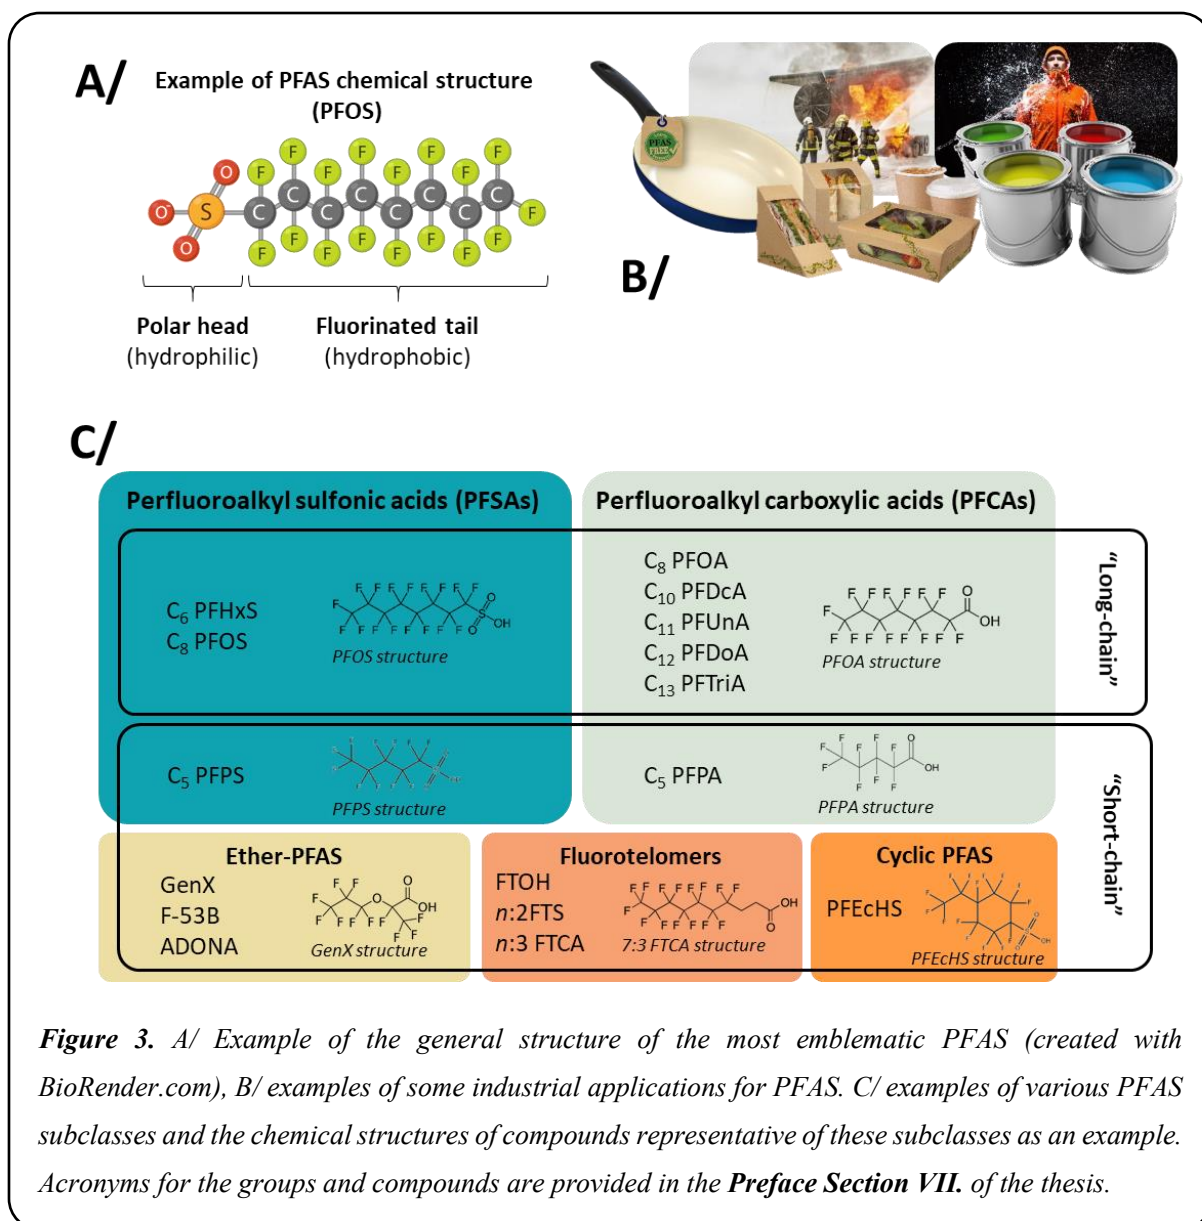 A/
Example of PFAS chemical structure
(PFOS)
F F F F F F F F
O
O⁻ S C C C C C C C C F
O
F F F F F F F F
Polar head
(hydrophilic)
Fluorinated tail
(hydrophobic)
PFAS
FREE
B/
C/
Perfluoroalkyl sulfonic acids (PFSAs)
Perfluoroalkyl carboxylic acids (PFCAs)
C₆ PFHxS
C₈ PFOS
PFOS structure
C₈ PFOA
C₁₀ PFDcA
C₁₁ PFUnA
C₁₂ PFDoA
C₁₃ PFTriA
PFOA structure
"Long-chain"
C₅ PFPS
PFPS structure
C₅ PFPA
PFPA structure
"Short-chain"
Ether-PFAS
GenX
F-53B
ADONA
GenX structure
Fluorotelomers
FTOH
n:2FTS
n:3 FTCA
7:3 FTCA structure
Cyclic PFAS
PFEcHS
PFEcHS structure
Figure 3. A/ Example of the general structure of the most emblematic PFAS (created with
BioRender.com), B/ examples of some industrial applications for PFAS. C/ examples of various PFAS
subclasses and the chemical structures of compounds representative of these subclasses as an example.
Acronyms for the groups and compounds are provided in the Preface Section VII. of the thesis.